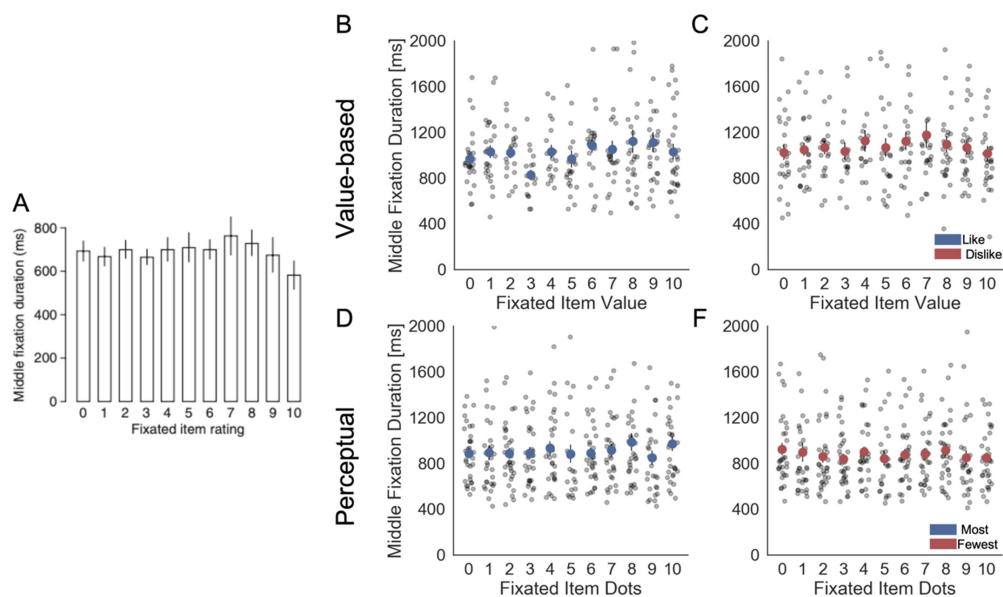 A
Middle fixation duration (ms)
800
600
400
200
0
0 1 2 3 4 5 6 7 8 9 10
Fixated item rating
Value-based
B
Middle Fixation Duration [ms]
2000
1600
1200
800
400
0
0 1 2 3 4 5 6 7 8 9 10
Fixated Item Value
C
2000
1600
1200
800
400
0
Like
Dislike
0 1 2 3 4 5 6 7 8 9 10
Fixated Item Value
Perceptual
D
Middle Fixation Duration [ms]
2000
1600
1200
800
400
0
0 1 2 3 4 5 6 7 8 9 10
Fixated Item Dots
F
2000
1600
1200
800
400
0
Most
Fewest
0 1 2 3 4 5 6 7 8 9 10
Fixated Item Dots